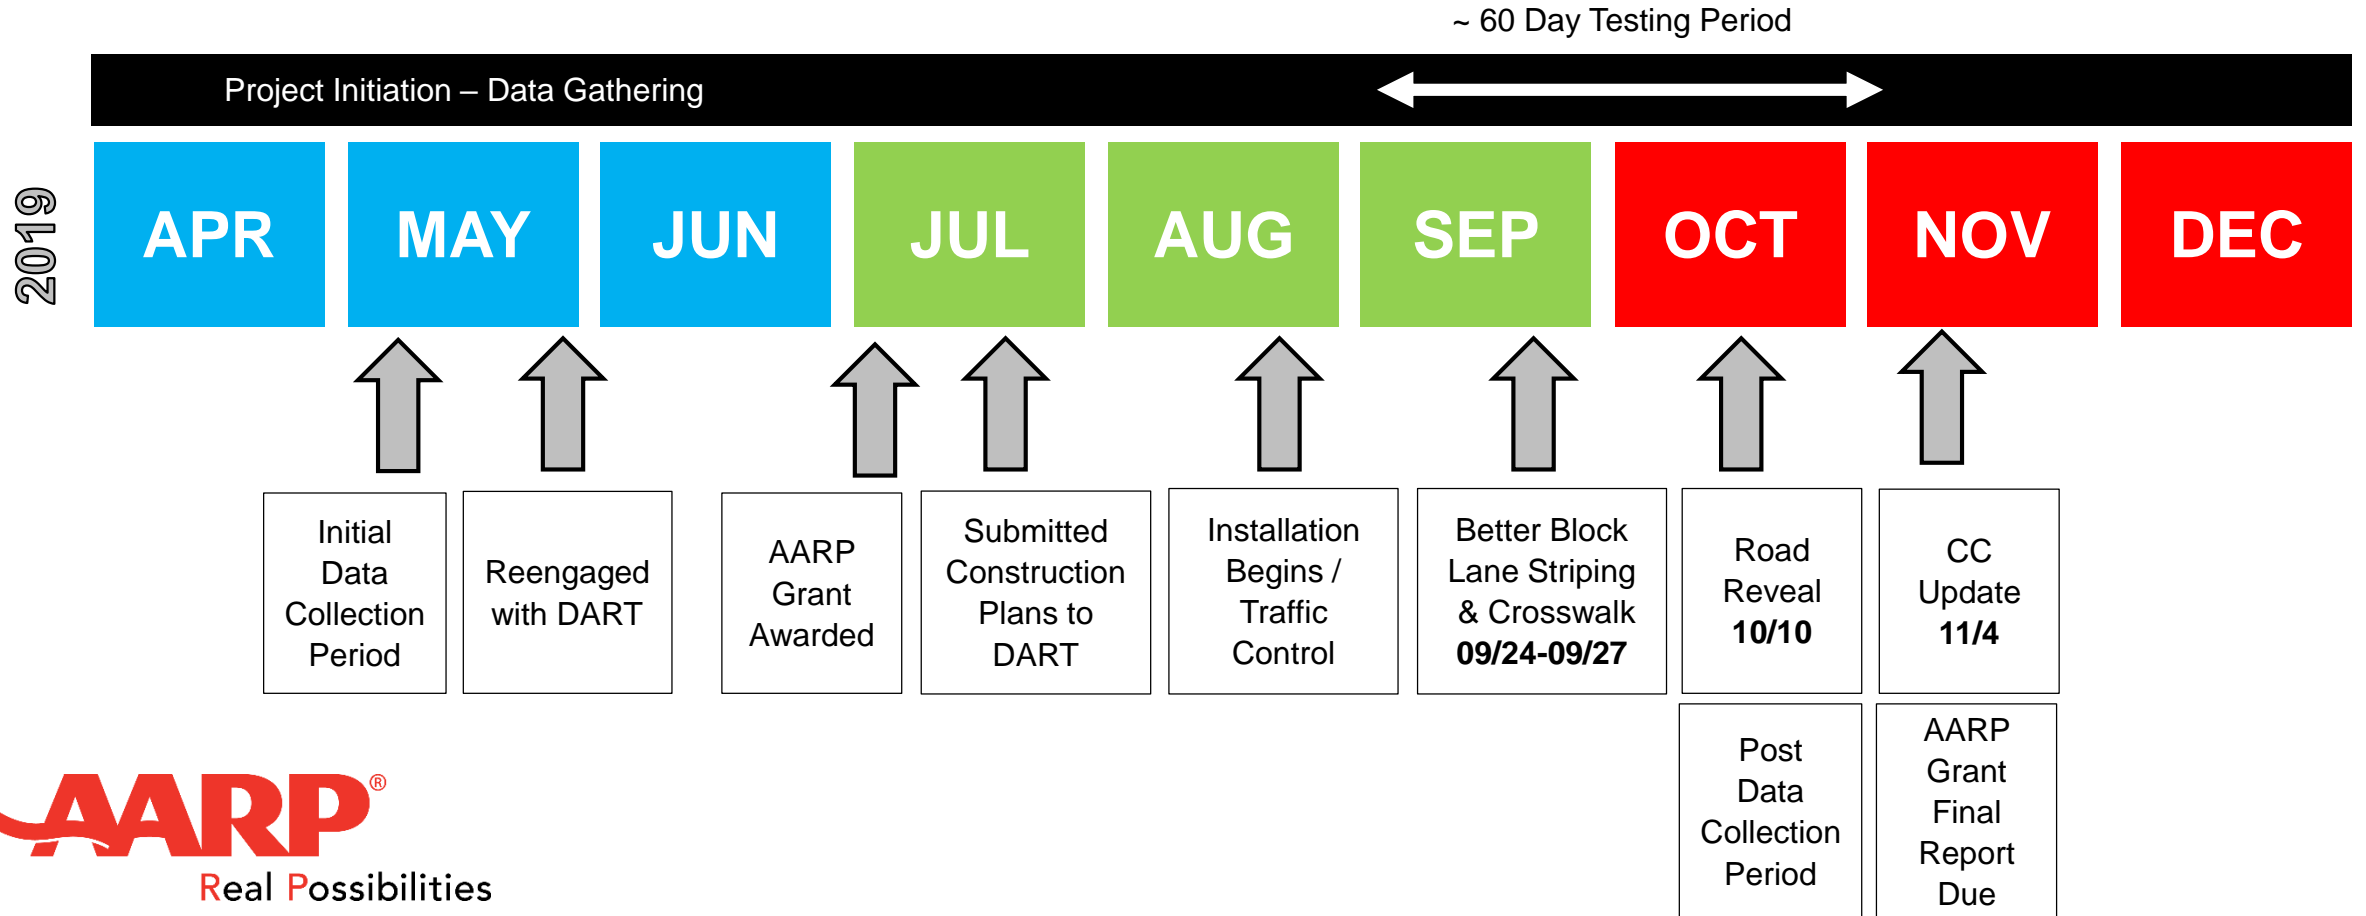 ~ 60 Day Testing Period
Project Initiation – Data Gathering
2019
APR MAY JUN JUL AUG SEP OCT NOV DEC
Initial
Data
Collection
Period
Reengaged
with DART
AARP
Grant
Awarded
Submitted
Construction
Plans to
DART
Installation
Begins /
Traffic
Control
Better Block
Lane Striping
& Crosswalk
09/24-09/27
Road
Reveal
10/10
CC
Update
11/4
Post
Data
Collection
Period
AARP
Grant
Final
Report
Due
AARP®
Real Possibilities